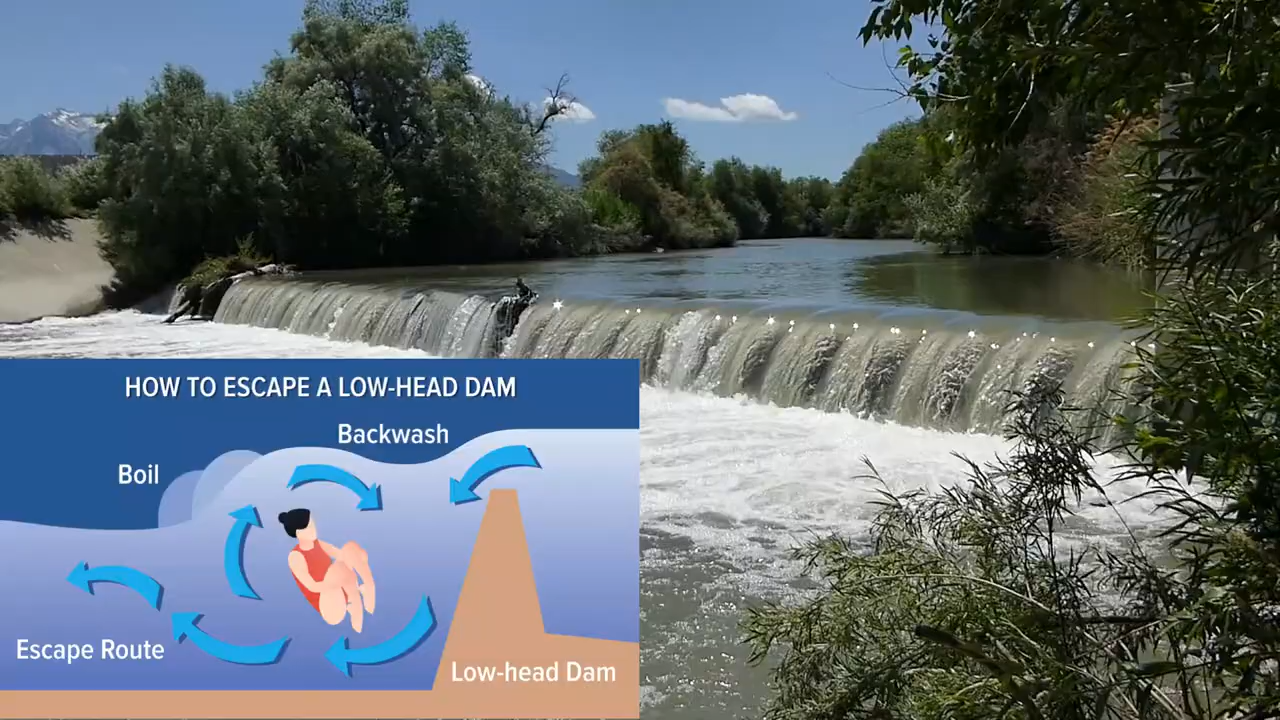 HOW TO ESCAPE A LOW-HEAD DAM
Backwash
Boil
Escape Route
Low-head Dam